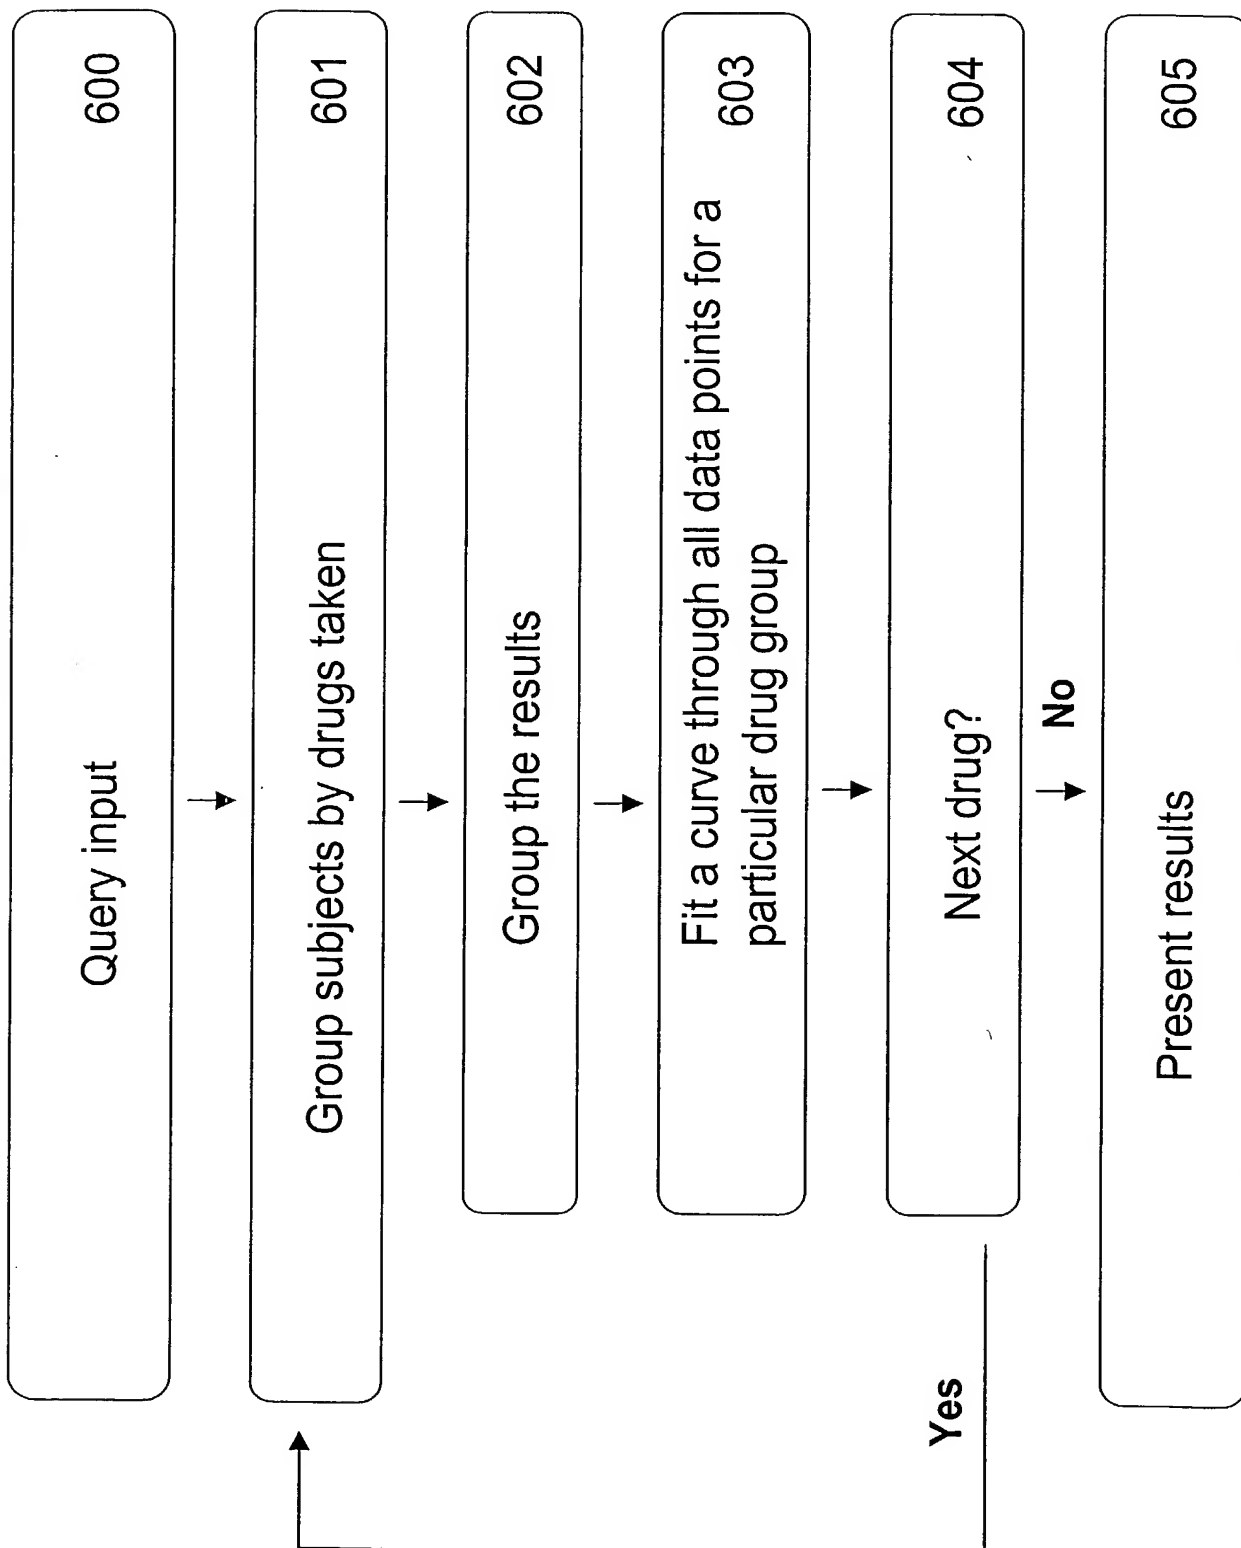 600
Query input
601
Group subjects by drugs taken
602
Group the results
603
Fit a curve through all data points for a
particular drug group
604
Next drug?
No
Yes
605
Present results